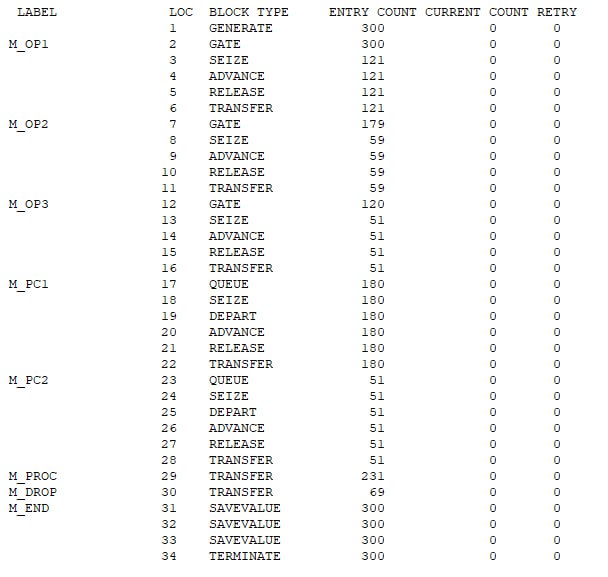 LABEL LOC BLOCK TYPE ENTRY COUNT CURRENT COUNT RETRY
1 GENERATE 300 0 0
M_OP1 2 GATE 300 0 0
3 SEIZE 121 0 0
4 ADVANCE 121 0 0
5 RELEASE 121 0 0
6 TRANSFER 121 0 0
M_OP2 7 GATE 179 0 0
8 SEIZE 59 0 0
9 ADVANCE 59 0 0
10 RELEASE 59 0 0
11 TRANSFER 59 0 0
M_OP3 12 GATE 120 0 0
13 SEIZE 51 0 0
14 ADVANCE 51 0 0
15 RELEASE 51 0 0
16 TRANSFER 51 0 0
M_PC1 17 QUEUE 180 0 0
18 SEIZE 180 0 0
19 DEPART 180 0 0
20 ADVANCE 180 0 0
21 RELEASE 180 0 0
22 TRANSFER 180 0 0
M_PC2 23 QUEUE 51 0 0
24 SEIZE 51 0 0
25 DEPART 51 0 0
26 ADVANCE 51 0 0
27 RELEASE 51 0 0
28 TRANSFER 51 0 0
M_PROC 29 TRANSFER 231 0 0
M_DROP 30 TRANSFER 69 0 0
M_END 31 SAVEVALUE 300 0 0
32 SAVEVALUE 300 0 0
33 SAVEVALUE 300 0 0
34 TERMINATE 300 0 0